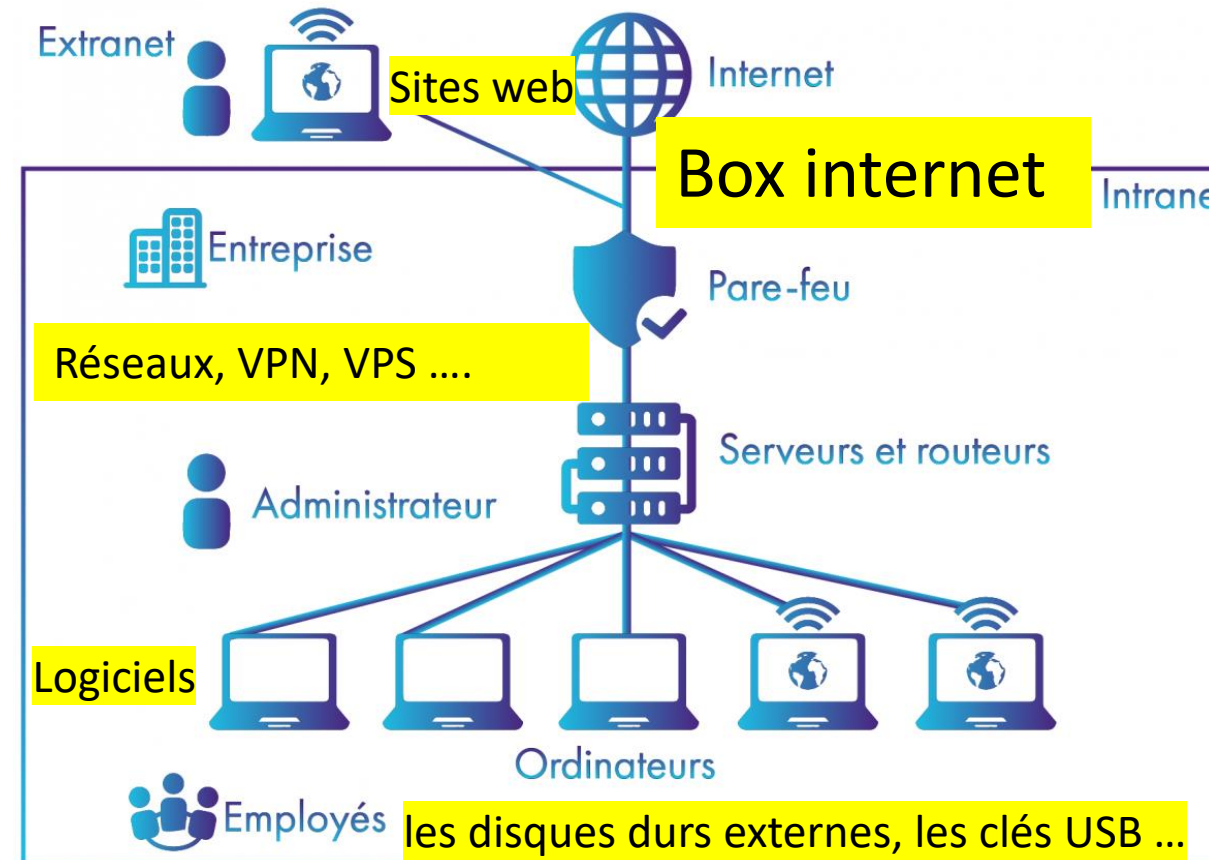 Extranet
Sites web
Internet
Box internet
Intrane
Entreprise
Pare-feu
Réseaux, VPN, VPS ....
Serveurs et routeurs
Administrateur
Logiciels
Ordinateurs
Employés
les disques durs externes, les clés USB ...